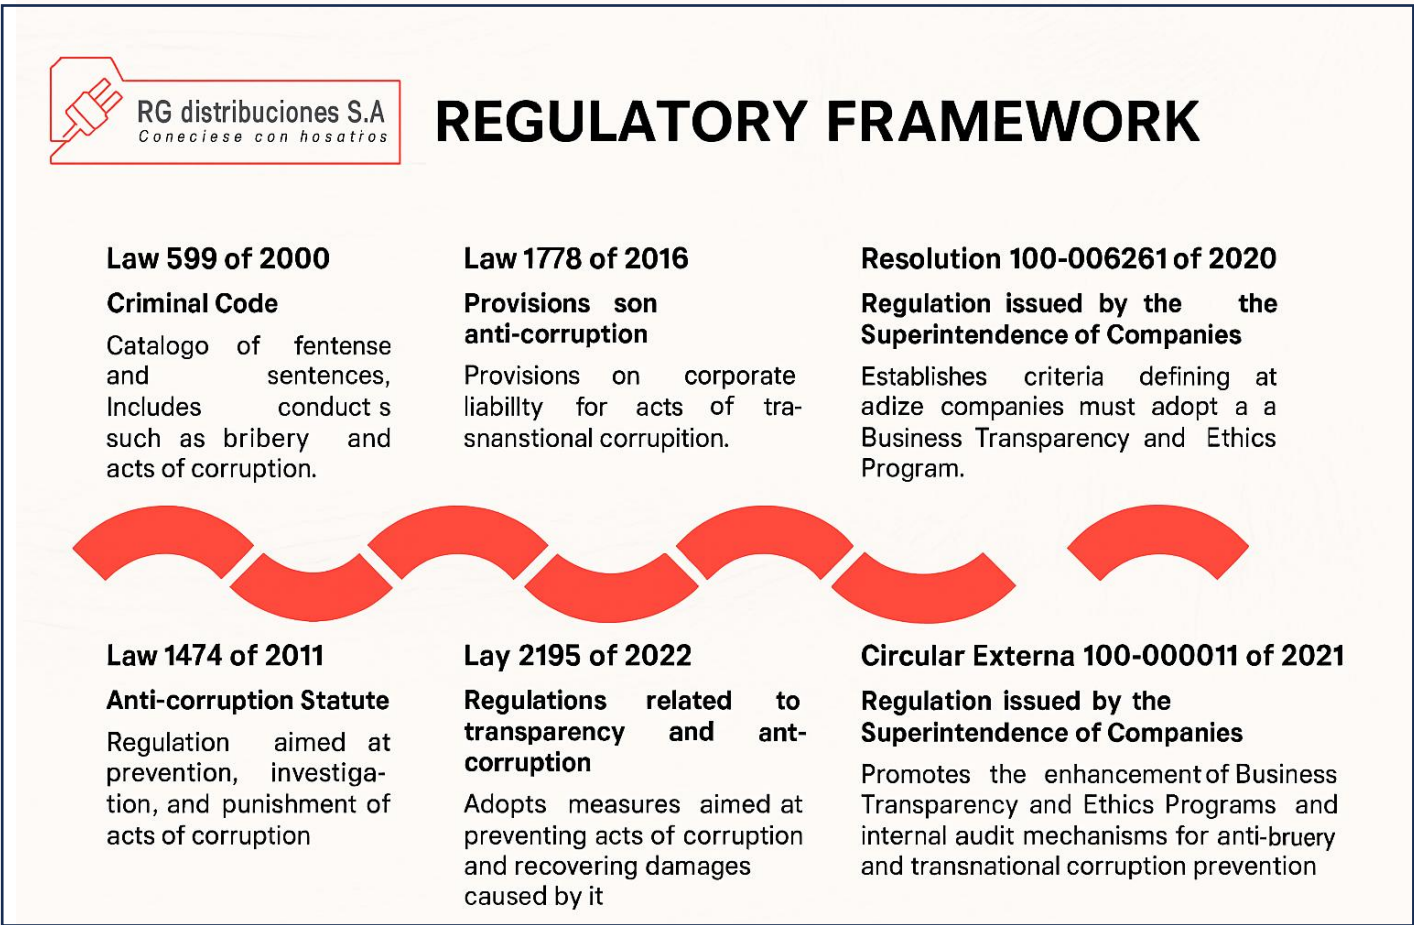 RG distribuciones S.A
Coneciese con hosatros
REGULATORY FRAMEWORK
Law 599 of 2000
Criminal Code
Catalogo of fentense
and sentences,
Includes conduct s
such as bribery and
acts of corruption.
Law 1778 of 2016
Provisions son
anti-corruption
Provisions on corporate
liabillty for acts of tra-
snanstional corrupition.
Resolution 100-006261 of 2020
Regulation issued by the the
Superintendence of Companies
Establishes criteria defining at
adize companies must adopt a a
Business Transparency and Ethics
Program.
Law 1474 of 2011
Anti-corruption Statute
Regulation aimed at
prevention, investiga-
tion, and punishment of
acts of corruption
Lay 2195 of 2022
Regulations related to
transparency and ant-
corruption
Adopts measures aimed at
preventing acts of corruption
and recovering damages
caused by it
Circular Externa 100-000011 of 2021
Regulation issued by the
Superintendence of Companies
Promotes the enhancement of Business
Transparency and Ethics Programs and
internal audit mechanisms for anti-bruery
and transnational corruption prevention